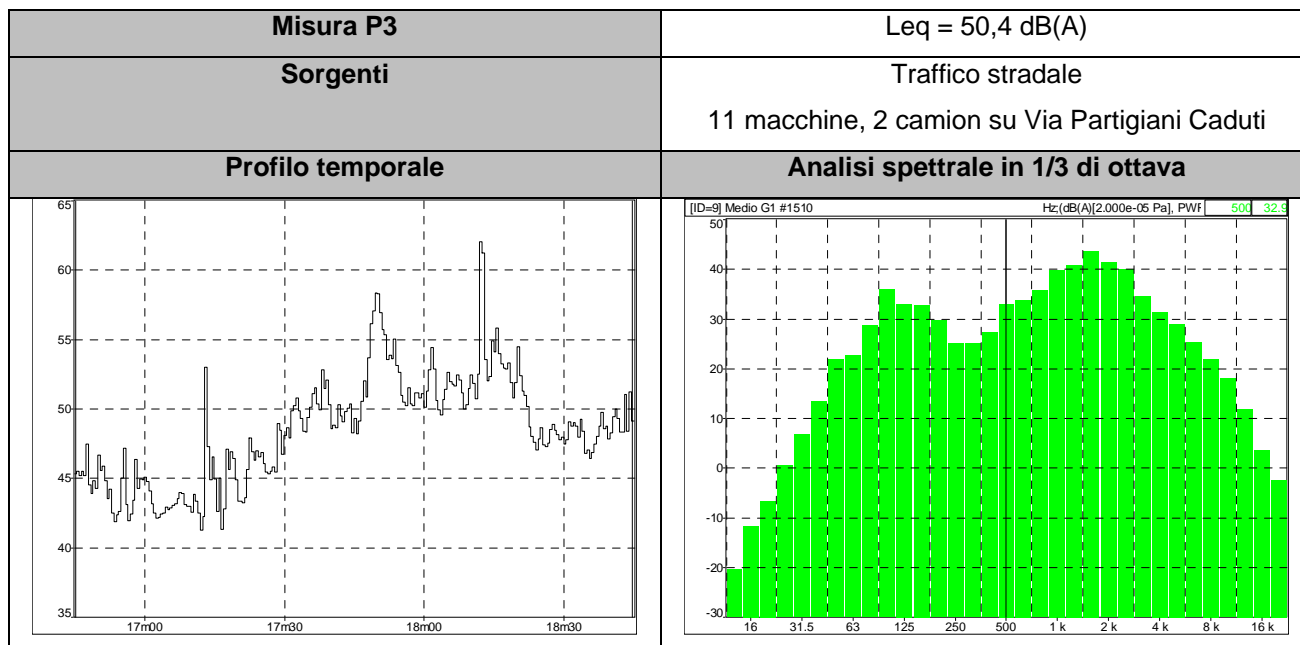 Misura P3
Leq = 50,4 dB(A)
Sorgenti
Traffico stradale
11 macchine, 2 camion su Via Partigiani Caduti
Profilo temporale
Analisi spettrale in 1/3 di ottava
65
60
55
50
45
40
35
17m00 17m30 18m00 18m30
[ID=9] Medio G1 #1510 Hz;(dB(A)[2.000e-05 Pa], PWF 500 32.9
50
40
30
20
10
0
-10
-20
-30
16 31.5 63 125 250 500 1 k 2 k 4 k 8 k 16 k